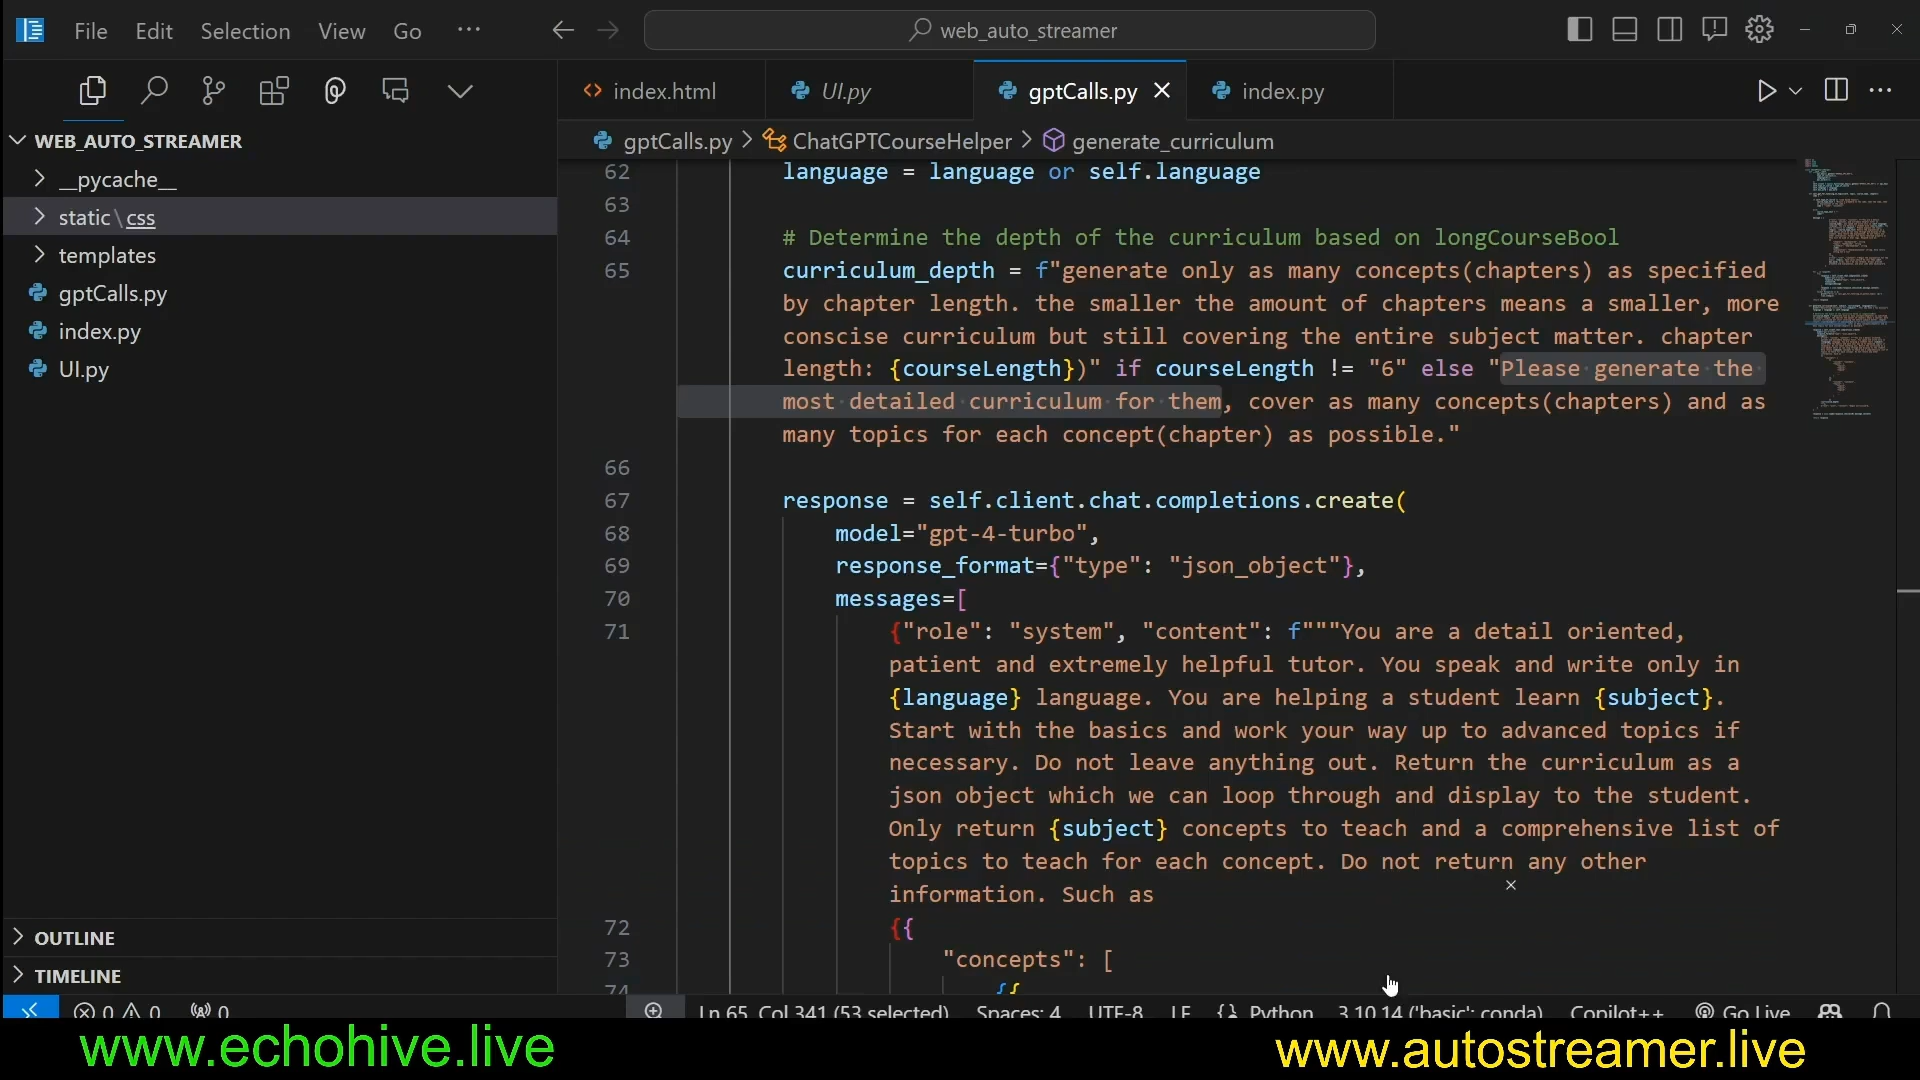 File Edit Selection View Go ··· web_auto_streamer
index.html UI.py gptCalls.py index.py
WEB_AUTO_STREAMER
gptCalls.py > ChatGPTCourseHelper > generate_curriculum
__pycache__
static\css
templates
gptCalls.py
index.py
UI.py
OUTLINE
TIMELINE
62 language = language or self.language
63
64 # Determine the depth of the curriculum based on longCourseBool
65 curriculum_depth = f"generate only as many concepts(chapters) as specified
by chapter length. the smaller the amount of chapters means a smaller, more
conscise curriculum but still covering the entire subject matter. chapter
length: {courseLength})" if courseLength != "6" else "Please generate the
most detailed curriculum for them, cover as many concepts(chapters) and as
many topics for each concept(chapter) as possible."
66
67 response = self.client.chat.completions.create(
68 model="gpt-4-turbo",
69 response_format={"type": "json_object"},
70 messages=[
71 {"role": "system", "content": f"""You are a detail oriented,
patient and extremely helpful tutor. You speak and write only in
{language} language. You are helping a student learn {subject}.
Start with the basics and work your way up to advanced topics if
necessary. Do not leave anything out. Return the curriculum as a
json object which we can loop through and display to the student.
Only return {subject} concepts to teach and a comprehensive list of
topics to teach for each concept. Do not return any other
information. Such as
72 {{
73 "concepts": [
74 {{
0 0 0 Ln 65, Col 341 (53 selected) Spaces: 4 UTF-8 LF Python 3.10.14 ('basic': conda) Copilot++ Go Live
www.echohive.live www.autostreamer.live